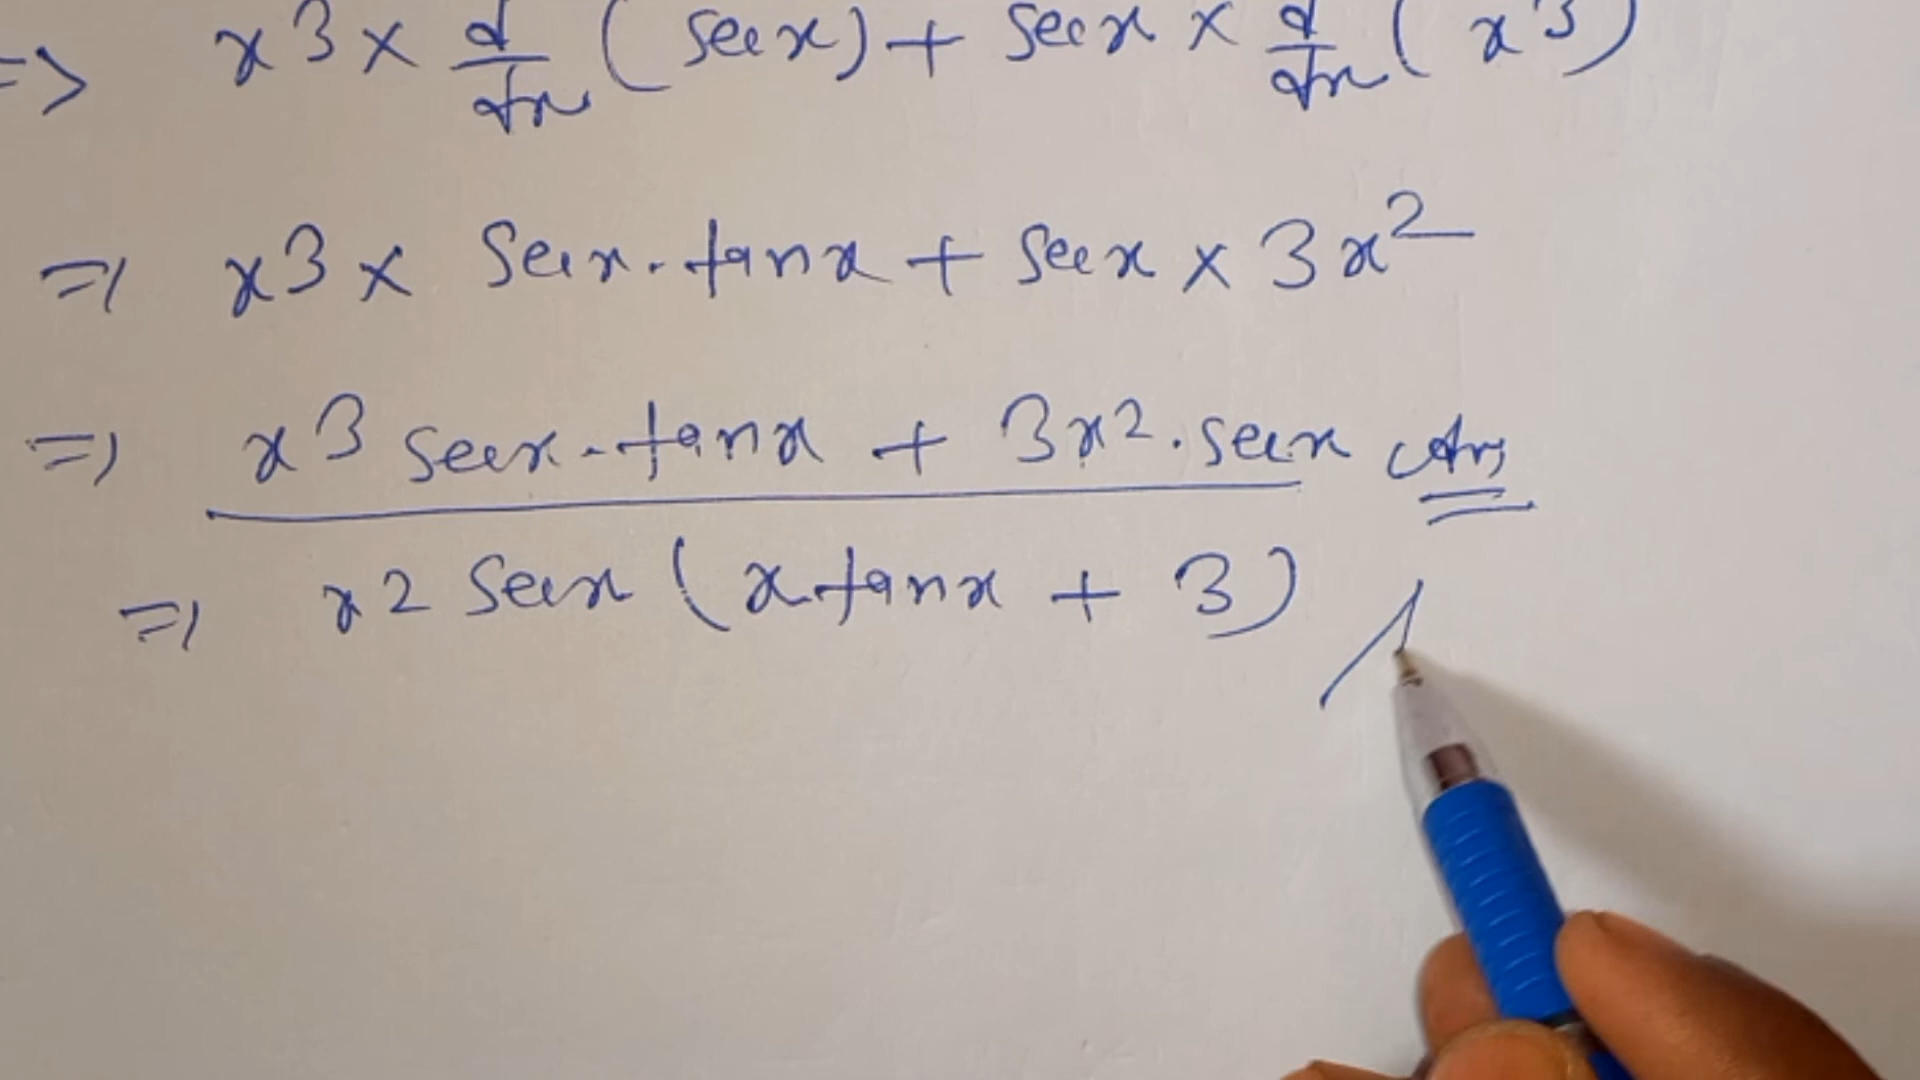 => x3 × d/dx (secx) + secx × d/dx (x3)
=> x3 × secx.tanx + secx × 3x²
=> x3 secx.tanx + 3x2.secx Ans
=> x2 secx (x tanx + 3)